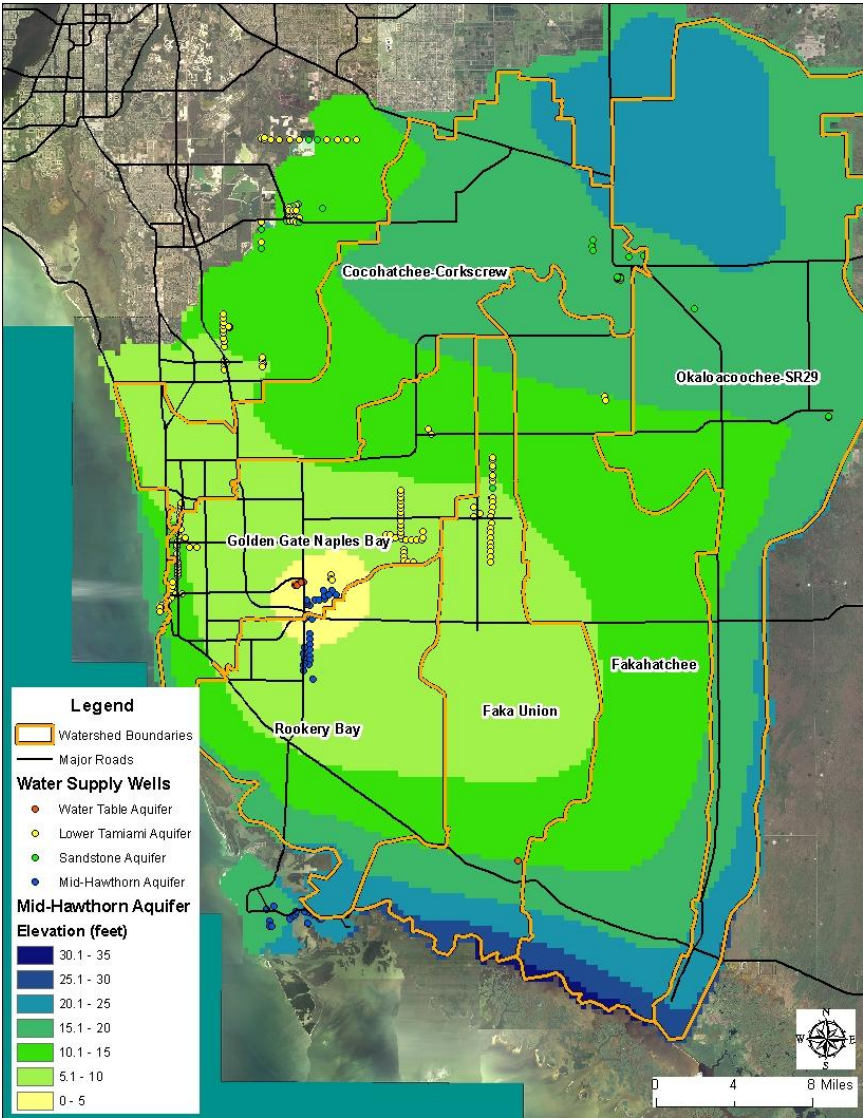 Cocohatchee-Corkscrew
Okaloacoochee-SR29
Golden Gate Naples Bay
Fakahatchee
Faka Union
Rookery Bay
Legend
Watershed Boundaries
Major Roads
Water Supply Wells
Water Table Aquifer
Lower Tamiami Aquifer
Sandstone Aquifer
Mid-Hawthorn Aquifer
Mid-Hawthorn Aquifer
Elevation (feet)
30.1 - 35
25.1 - 30
20.1 - 25
15.1 - 20
10.1 - 15
5.1 - 10
0 - 5
N
W E
S
0 4 8 Miles